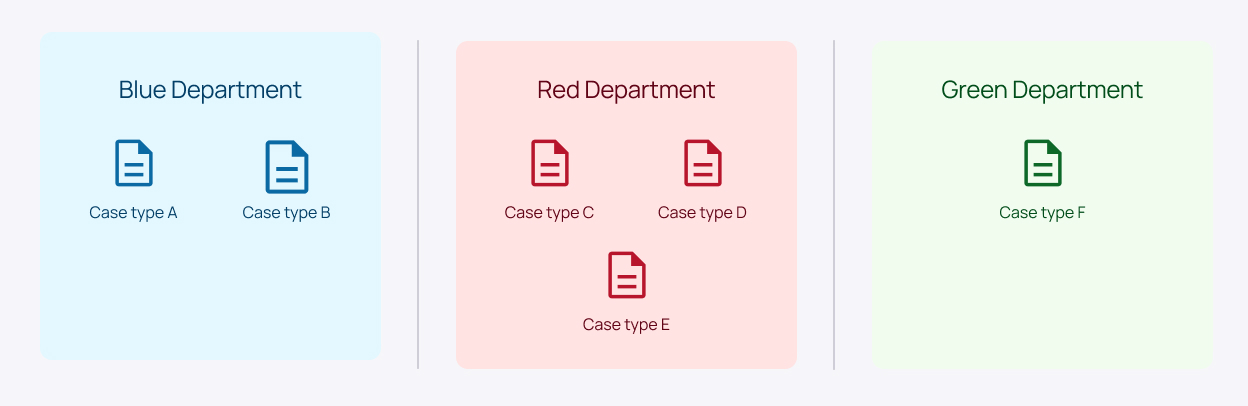 Blue Department
Case type A
Case type B
Red Department
Case type C
Case type D
Case type E
Green Department
Case type F